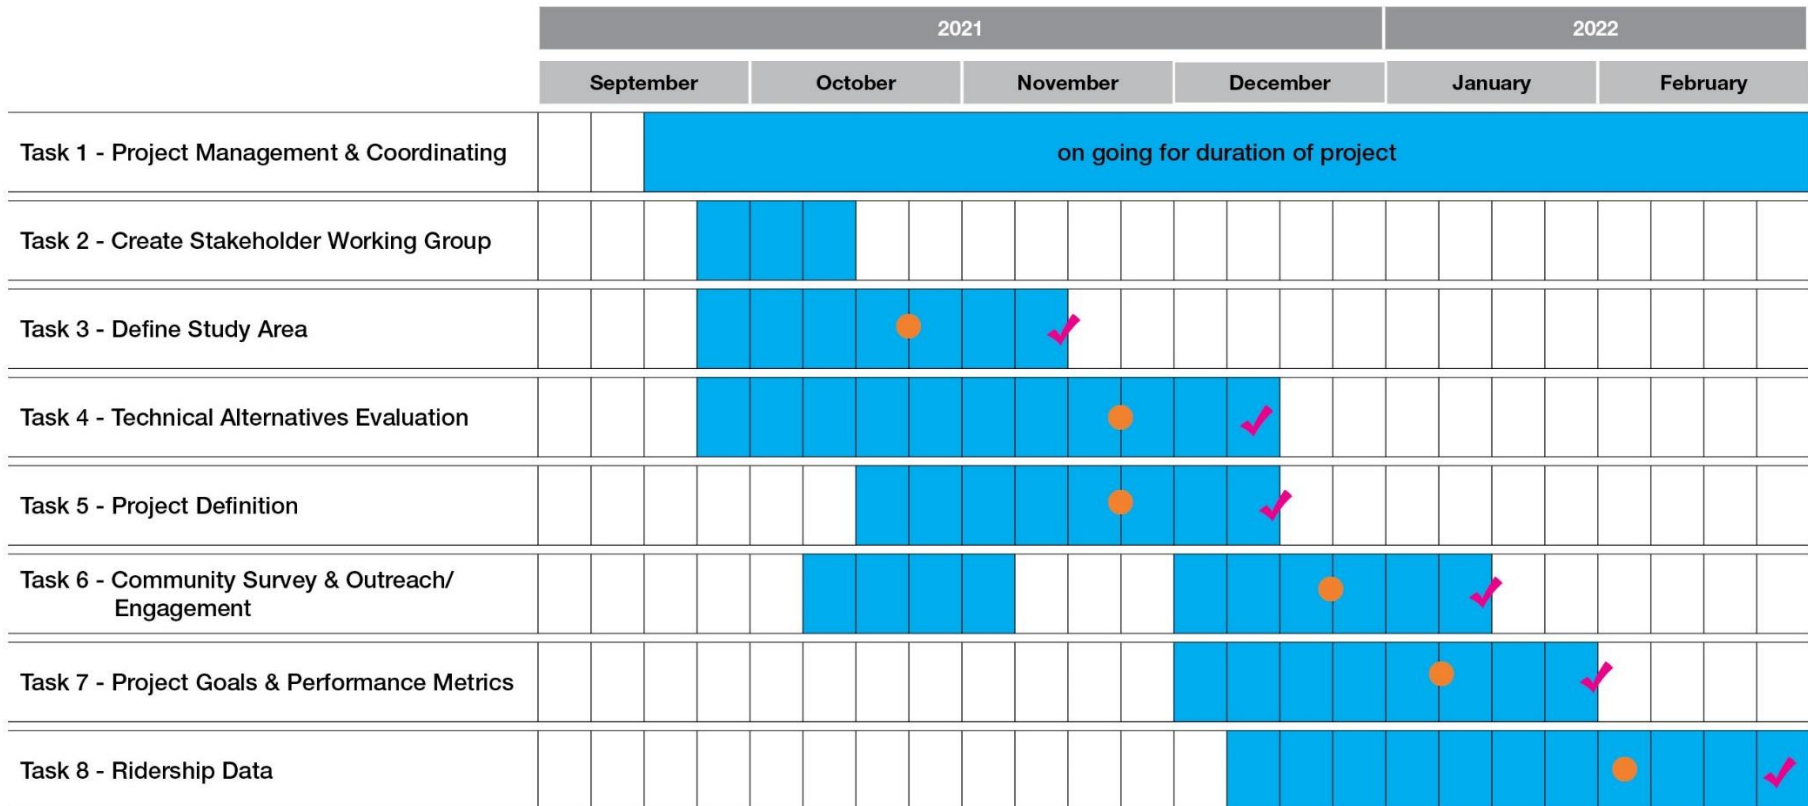 2021
2022
September
October
November
December
January
February
Task 1 - Project Management & Coordinating
on going for duration of project
Task 2 - Create Stakeholder Working Group
Task 3 - Define Study Area
Task 4 - Technical Alternatives Evaluation
Task 5 - Project Definition
Task 6 - Community Survey & Outreach/
Engagement
Task 7 - Project Goals & Performance Metrics
Task 8 - Ridership Data